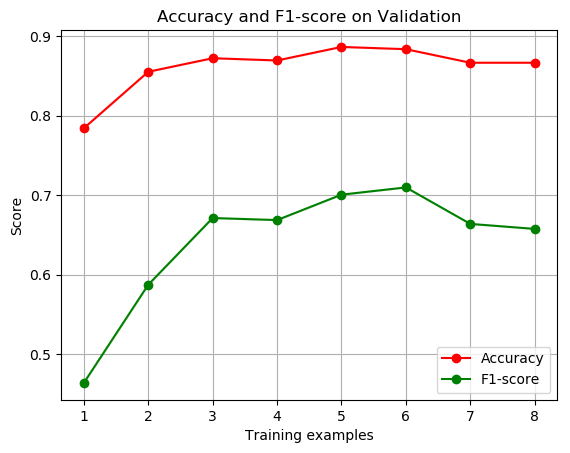 Accuracy and F1-score on Validation
0.9
0.8
0.7
0.6
0.5
Score
1 2 3 4 5 6 7 8
Training examples
Accuracy
F1-score